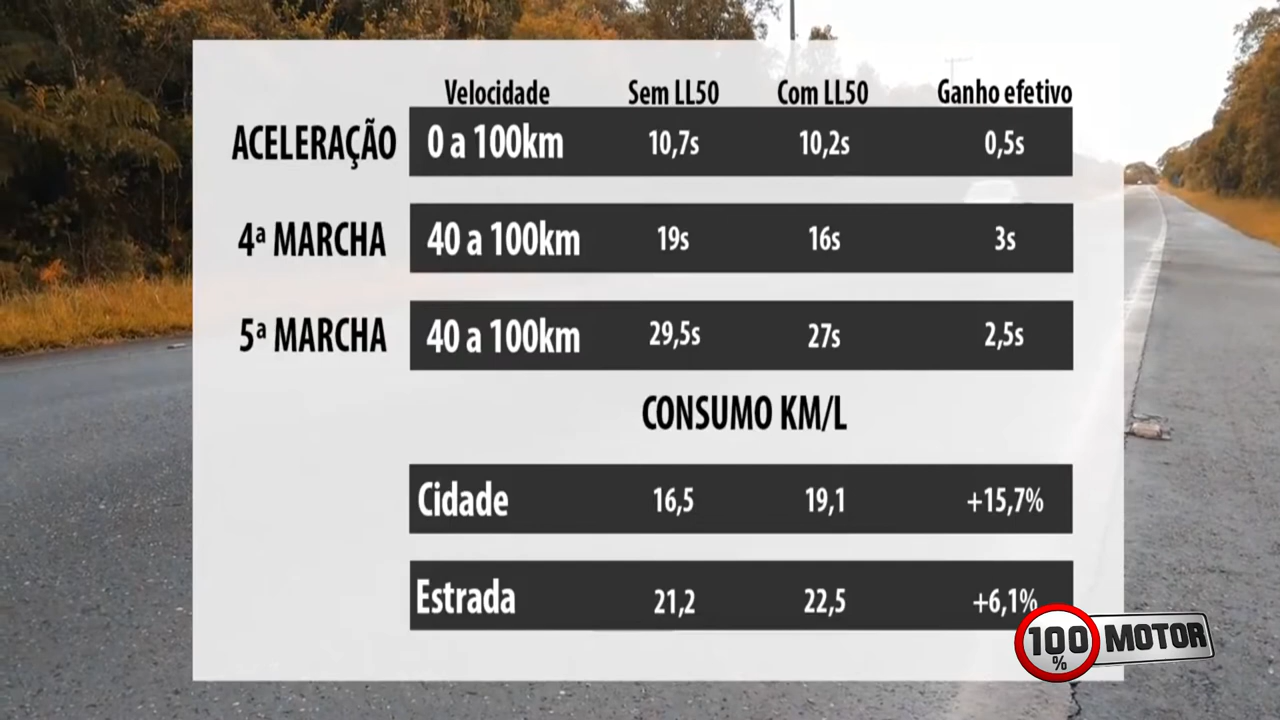 Velocidade Sem LL50 Com LL50 Ganho efetivo
ACELERAÇÃO 0 a 100km 10,7s 10,2s 0,5s
4ª MARCHA 40 a 100km 19s 16s 3s
5ª MARCHA 40 a 100km 29,5s 27s 2,5s
CONSUMO KM/L
Cidade 16,5 19,1 +15,7%
Estrada 21,2 22,5 +6,1%
100% MOTOR